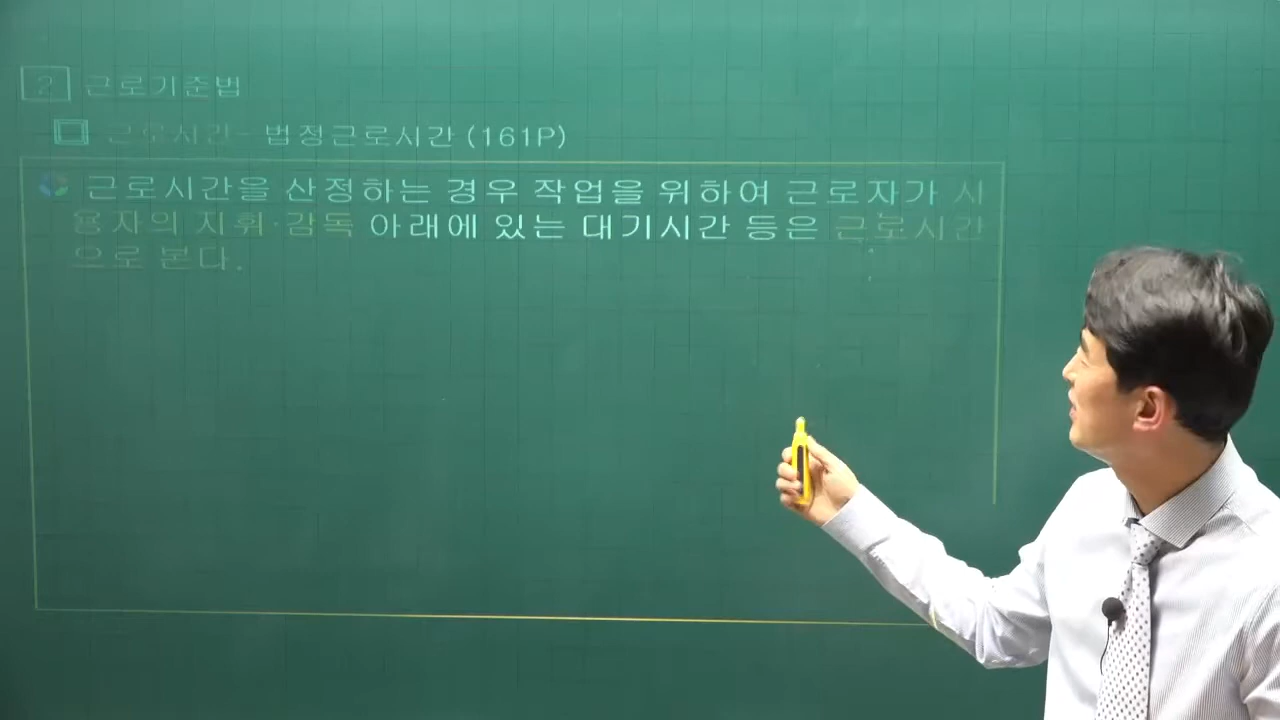 2 근로기준법
근로시간 - 법정근로시간(161P)
근로시간을 산정하는 경우 작업을 위하여 근로자가 사
용자의 지휘·감독 아래에 있는 대기시간 등은 근로시간
으로 본다.